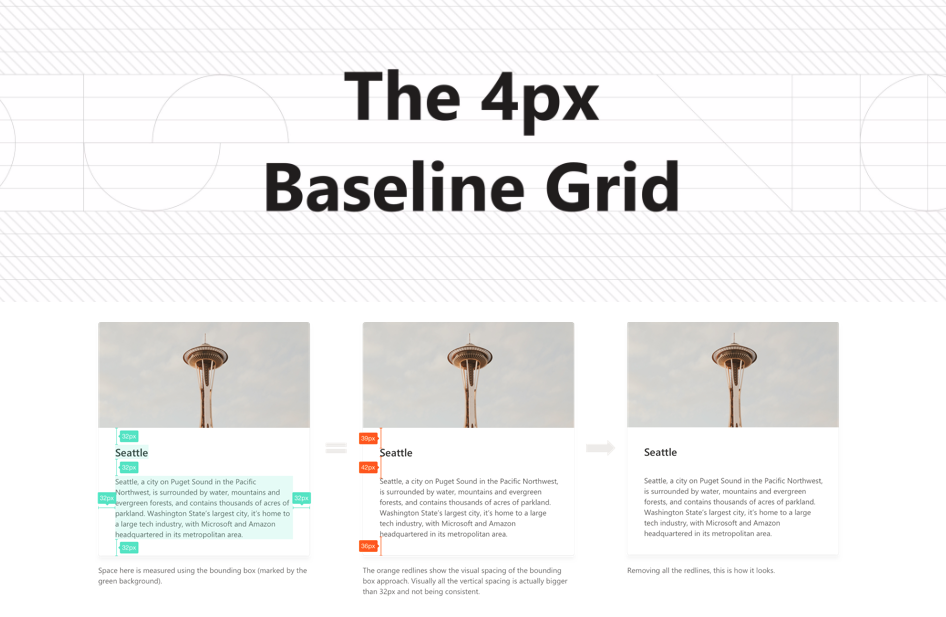 The 4px
Baseline Grid
32px
Seattle
32px
Seattle, a city on Puget Sound in the Pacific
Northwest, is surrounded by water, mountains and
evergreen forests, and contains thousands of acres of
32px
32px
parkland. Washington State's largest city, it's home to
a large tech industry, with Microsoft and Amazon
headquartered in its metropolitan area.
32px
Space here is measured using the bounding box (marked by the
green background).
39px
Seattle
42px
Seattle, a city on Puget Sound in the Pacific Northwest,
is surrounded by water, mountains and evergreen
forests, and contains thousands of acres of parkland.
Washington State's largest city, it's home to a large
tech industry, with Microsoft and Amazon
headquartered in its metropolitan area.
36px
The orange redlines show the visual spacing of the bounding
box approach. Visually all the vertical spacing is actually bigger
than 32px and not being consistent.
Seattle
Seattle, a city on Puget Sound in the Pacific Northwest,
is surrounded by water, mountains and evergreen
forests, and contains thousands of acres of parkland.
Washington State's largest city, it's home to a large
tech industry, with Microsoft and Amazon
headquartered in its metropolitan area.
Removing all the redlines, this is how it looks.